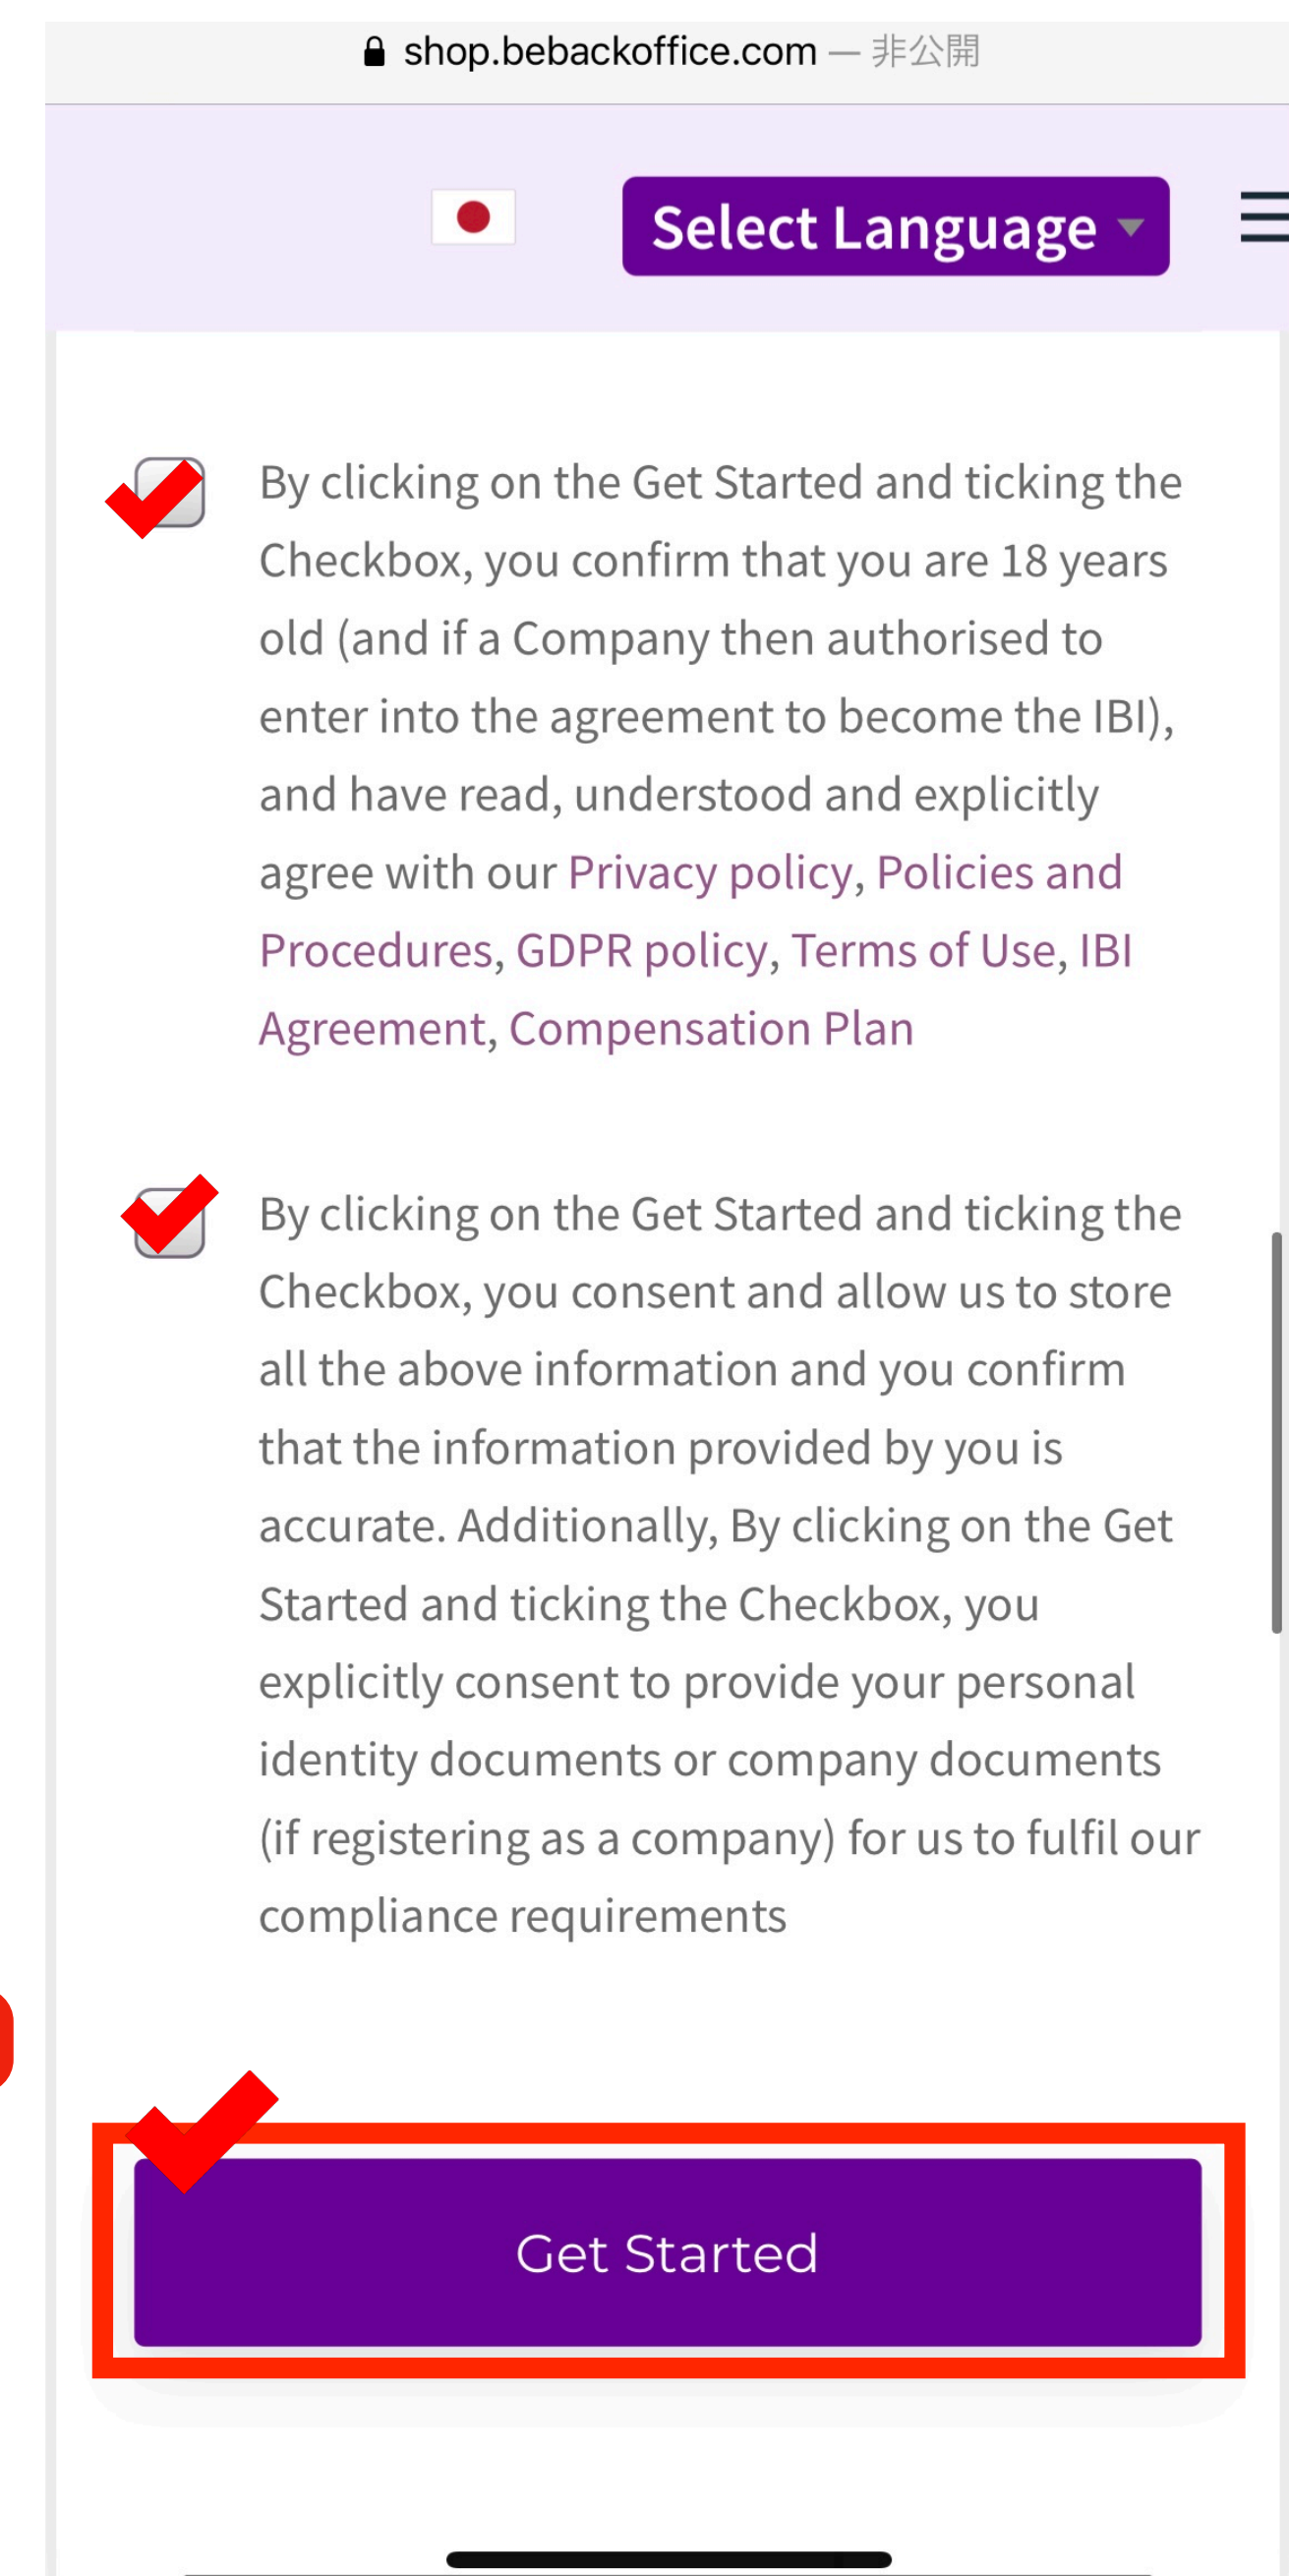 shop.bebackoffice.com — 非公開
Select Language
By clicking on the Get Started and ticking the
Checkbox, you confirm that you are 18 years
old (and if a Company then authorised to
enter into the agreement to become the IBI),
and have read, understood and explicitly
agree with our Privacy policy, Policies and
Procedures, GDPR policy, Terms of Use, IBI
Agreement, Compensation Plan
By clicking on the Get Started and ticking the
Checkbox, you consent and allow us to store
all the above information and you confirm
that the information provided by you is
accurate. Additionally, By clicking on the Get
Started and ticking the Checkbox, you
explicitly consent to provide your personal
identity documents or company documents
(if registering as a company) for us to fulfil our
compliance requirements
Get Started